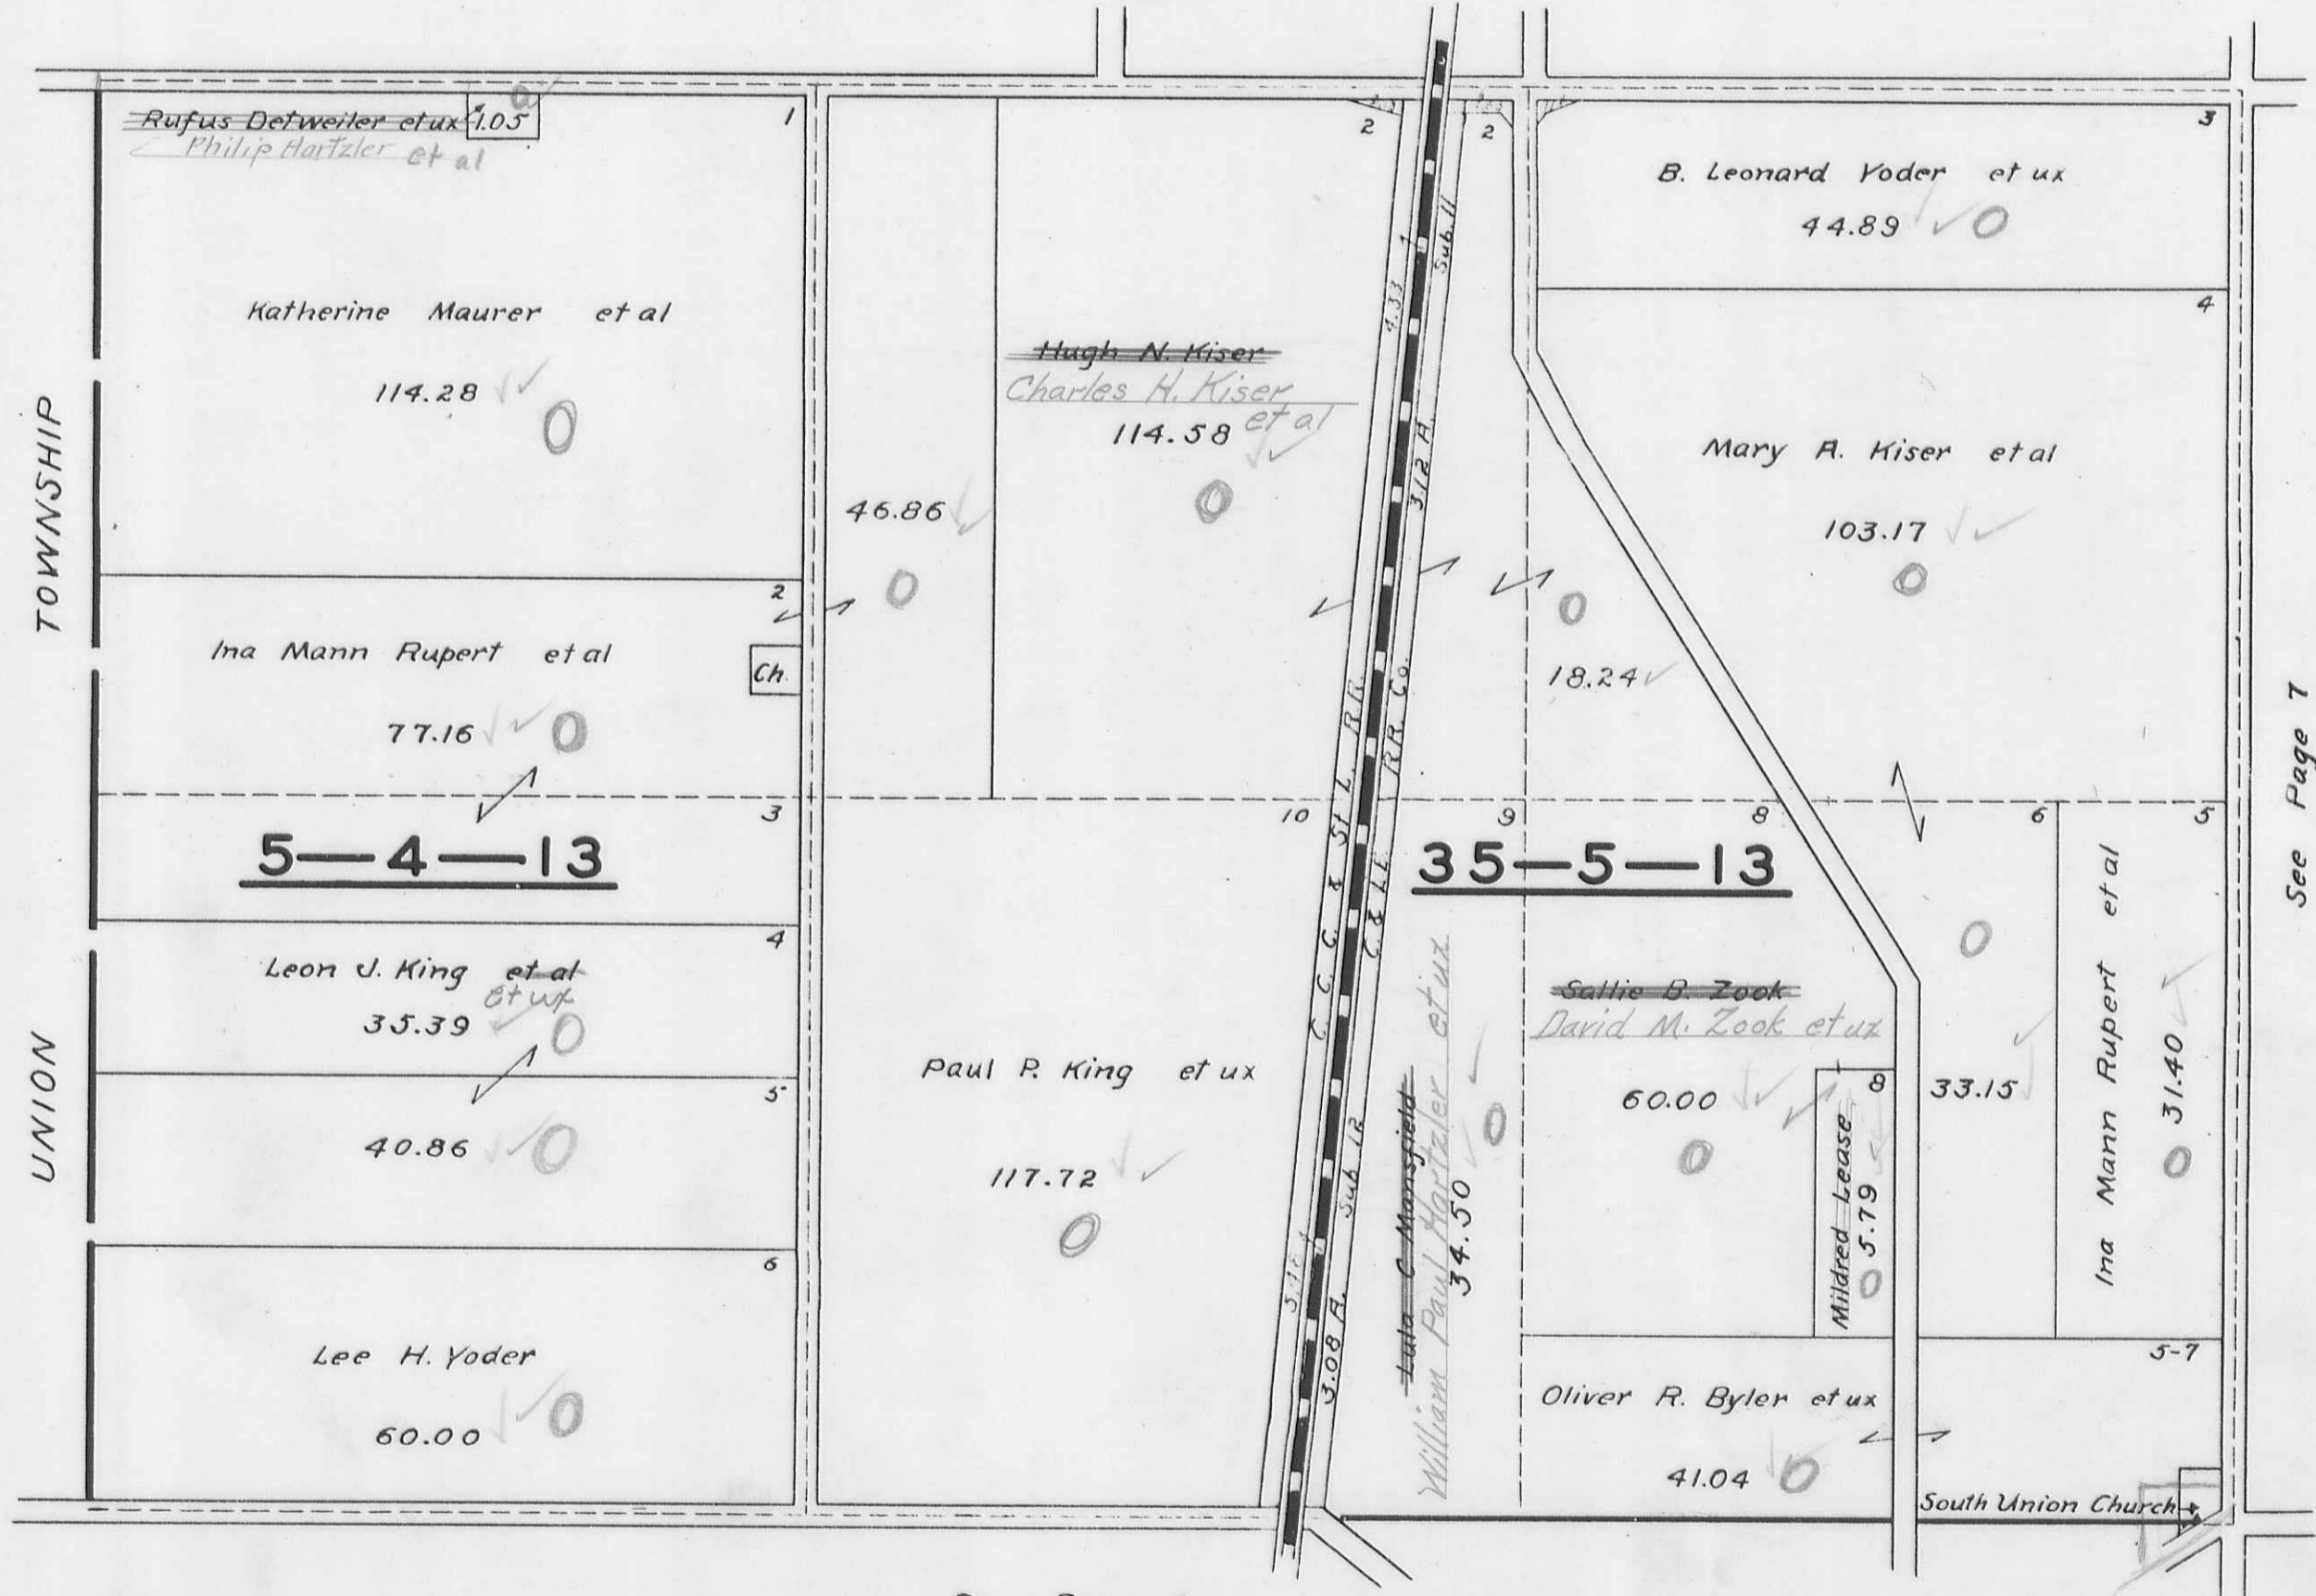 TOWNSHIP
UNION
Rufus Detweiler et ux
1.05
a
Philip Hartzler et al
1
Katherine Maurer et al
114.28
2
Ina Mann Rupert et al
Ch.
77.16
3
5—4—13
4
Leon J. King et al
et ux
35.39
5
40.86
6
Lee H. Yoder
60.00
46.86
2
Hugh N. Kiser
Charles H. Kiser
et al
114.58
10
Paul P. King et ux
117.72
4.33
Sub. 11
3.12 A.
C. C. C. & St L. RR.
C. & L E RR. Co.
Sub 12
3.08 A.
2
3
B. Leonard Yoder et ux
44.89
4
Mary A. Kiser et al
103.17
18.24
9
8
6
5
35—5—13
Lula C Mansfield
William Paul Hartzler et ux
34.50
Sallie B. Zook
David M. Zook et ux
60.00
8
Mildred Lease
5.79
33.15
Ina Mann Rupert et al
31.40
5-7
Oliver R. Byler et ux
41.04
South Union Church
See Page 7